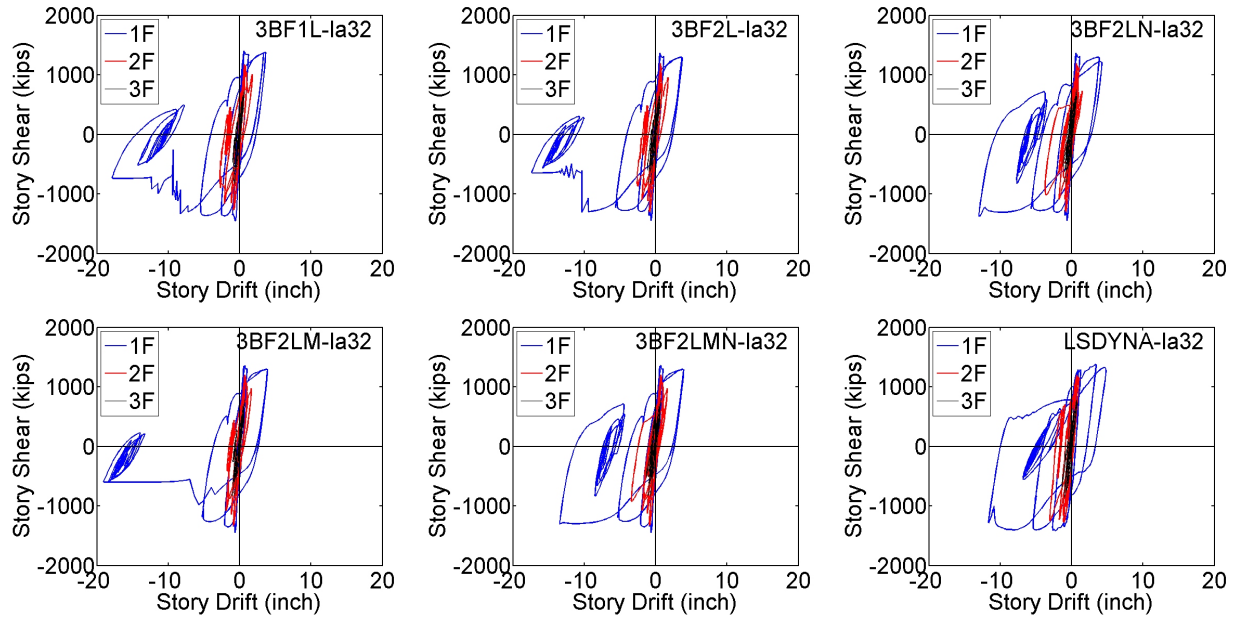 2000
1000
0
-1000
-2000
-20
-10
0
10
20
Story Shear (kips)
Story Drift (inch)
1F
2F
3F
3BF1L-la32
2000
1000
0
-1000
-2000
-20
-10
0
10
20
Story Shear (kips)
Story Drift (inch)
1F
2F
3F
3BF2L-la32
2000
1000
0
-1000
-2000
-20
-10
0
10
20
Story Shear (kips)
Story Drift (inch)
1F
2F
3F
3BF2LN-la32
2000
1000
0
-1000
-2000
-20
-10
0
10
20
Story Shear (kips)
Story Drift (inch)
1F
2F
3F
3BF2LM-la32
2000
1000
0
-1000
-2000
-20
-10
0
10
20
Story Shear (kips)
Story Drift (inch)
1F
2F
3F
3BF2LMN-la32
2000
1000
0
-1000
-2000
-20
-10
0
10
20
Story Shear (kips)
Story Drift (inch)
1F
2F
3F
LSDYNA-la32